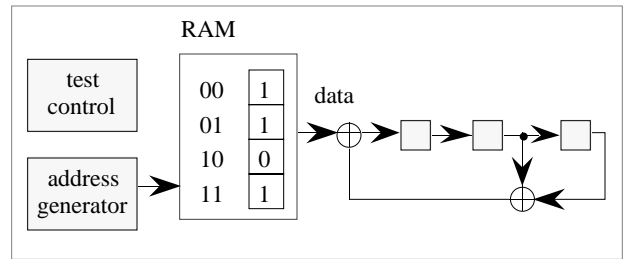 RAM
test
control
address
generator
00 1
01 1
10 0
11 1
data